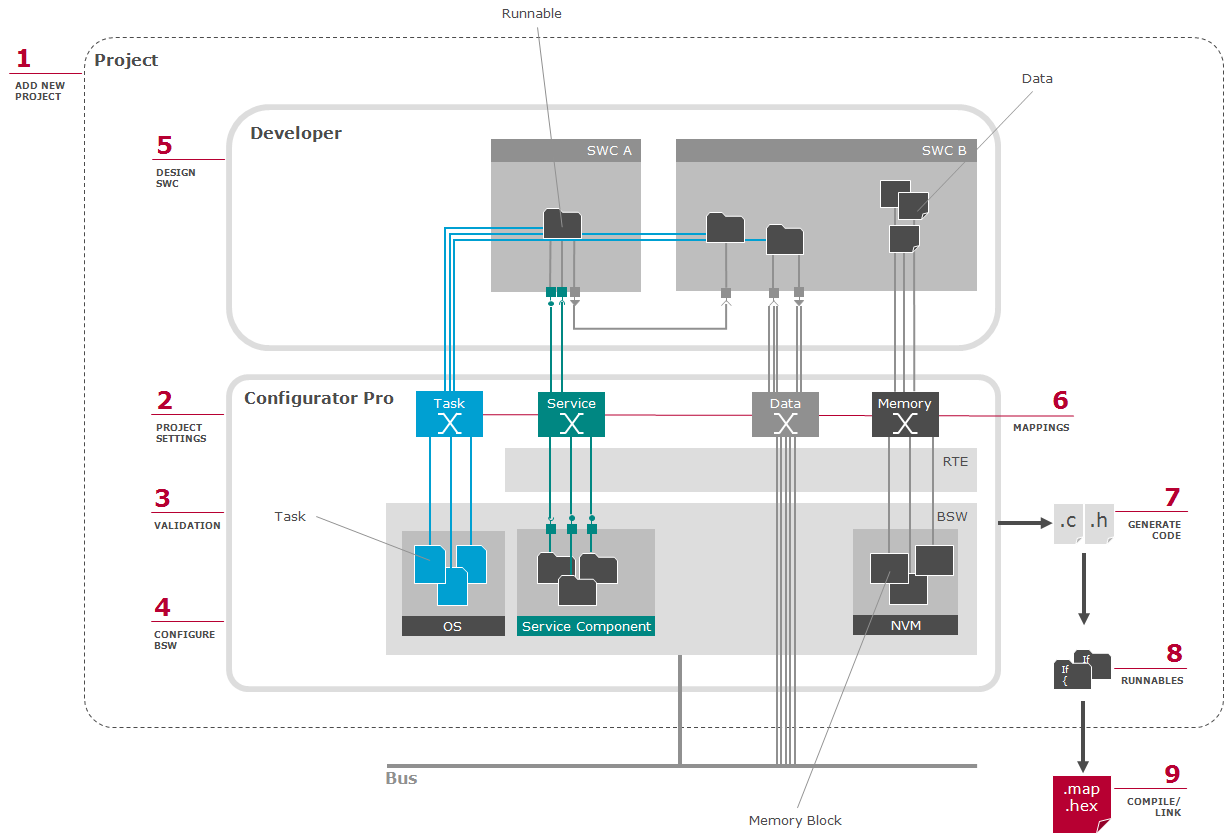 Runnable
1
ADD NEW
PROJECT
Project
Data
Developer
5
DESIGN
SWC
SWC A
SWC B
Configurator Pro
2
PROJECT
SETTINGS
Task
Service
Data
Memory
6
MAPPINGS
RTE
3
VALIDATION
Task
BSW
.c
.h
7
GENERATE
CODE
4
CONFIGURE
BSW
OS
Service Component
NVM
If
If
{
8
RUNNABLES
Bus
.map
.hex
9
COMPILE/
LINK
Memory Block